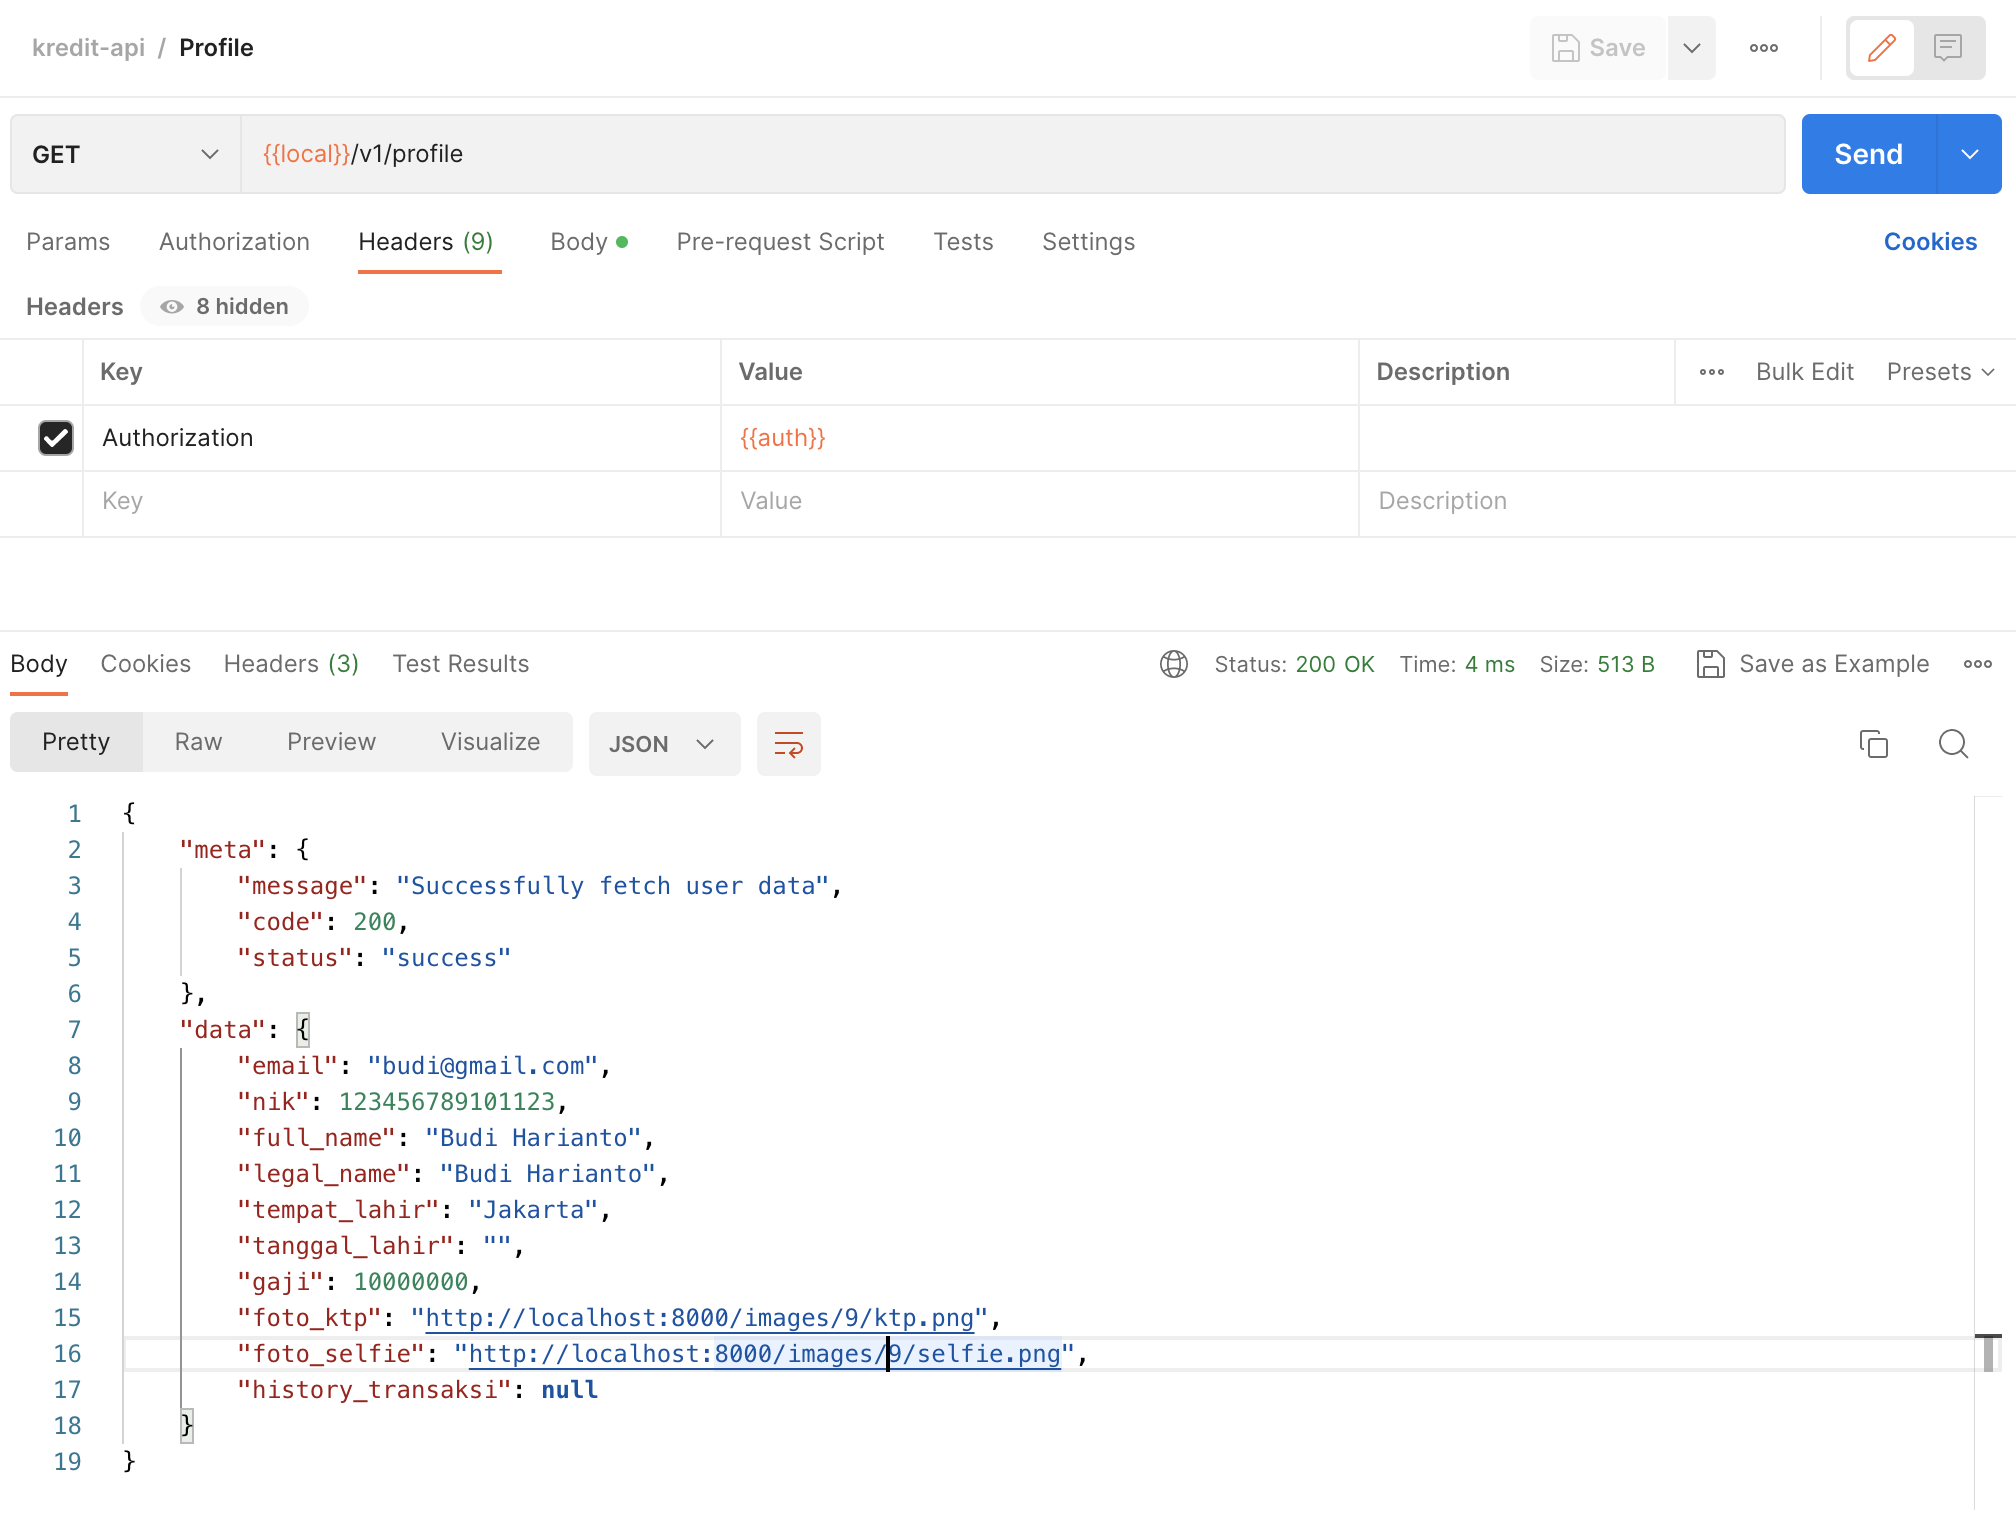 kredit-api / Profile
Save
GET {{local}}/v1/profile Send
Params Authorization Headers (9) Body Pre-request Script Tests Settings Cookies
Headers 8 hidden
Key Value Description Bulk Edit Presets
Authorization {{auth}}
Key Value Description
Body Cookies Headers (3) Test Results Status: 200 OK Time: 4 ms Size: 513 B Save as Example
Pretty Raw Preview Visualize JSON
1 {
2 "meta": {
3 "message": "Successfully fetch user data",
4 "code": 200,
5 "status": "success"
6 },
7 "data": {
8 "email": "budi@gmail.com",
9 "nik": 123456789101123,
10 "full_name": "Budi Harianto",
11 "legal_name": "Budi Harianto",
12 "tempat_lahir": "Jakarta",
13 "tanggal_lahir": "",
14 "gaji": 10000000,
15 "foto_ktp": "http://localhost:8000/images/9/ktp.png",
16 "foto_selfie": "http://localhost:8000/images/9/selfie.png",
17 "history_transaksi": null
18 }
19 }